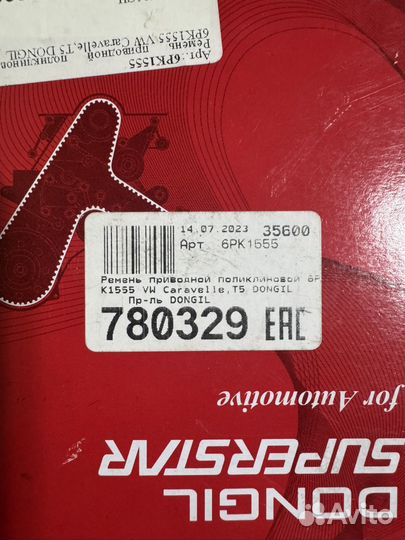 Арт.:6PK1555
Ремень приводной
6PK1555 VW Caravelle,T5 DONGIL
14.07.2023 35600
Арт. 6PK1555
Ремень приводной поликлиновой 6P
K1555 VW Caravelle,T5 DONGIL
Пр-ль DONGIL
780329 EAC
for Automotive
DONGIL
SUPERSTAR
Avito